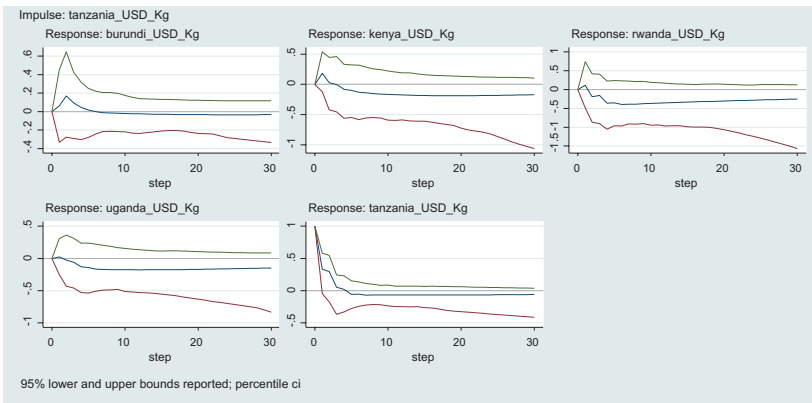 Impulse: tanzania_USD_Kg
Response: burundi_USD_Kg
Response: kenya_USD_Kg
Response: rwanda_USD_Kg
.6
.4
.2
0
-.2
-.4
0 10 20 30
step
.5
0
-.5
-1
0 10 20 30
step
1
.5
0
-.5
-1
-1.5
0 10 20 30
step
Response: uganda_USD_Kg
Response: tanzania_USD_Kg
.5
0
-.5
-1
0 10 20 30
step
1
.5
0
-.5
0 10 20 30
step
95% lower and upper bounds reported; percentile ci